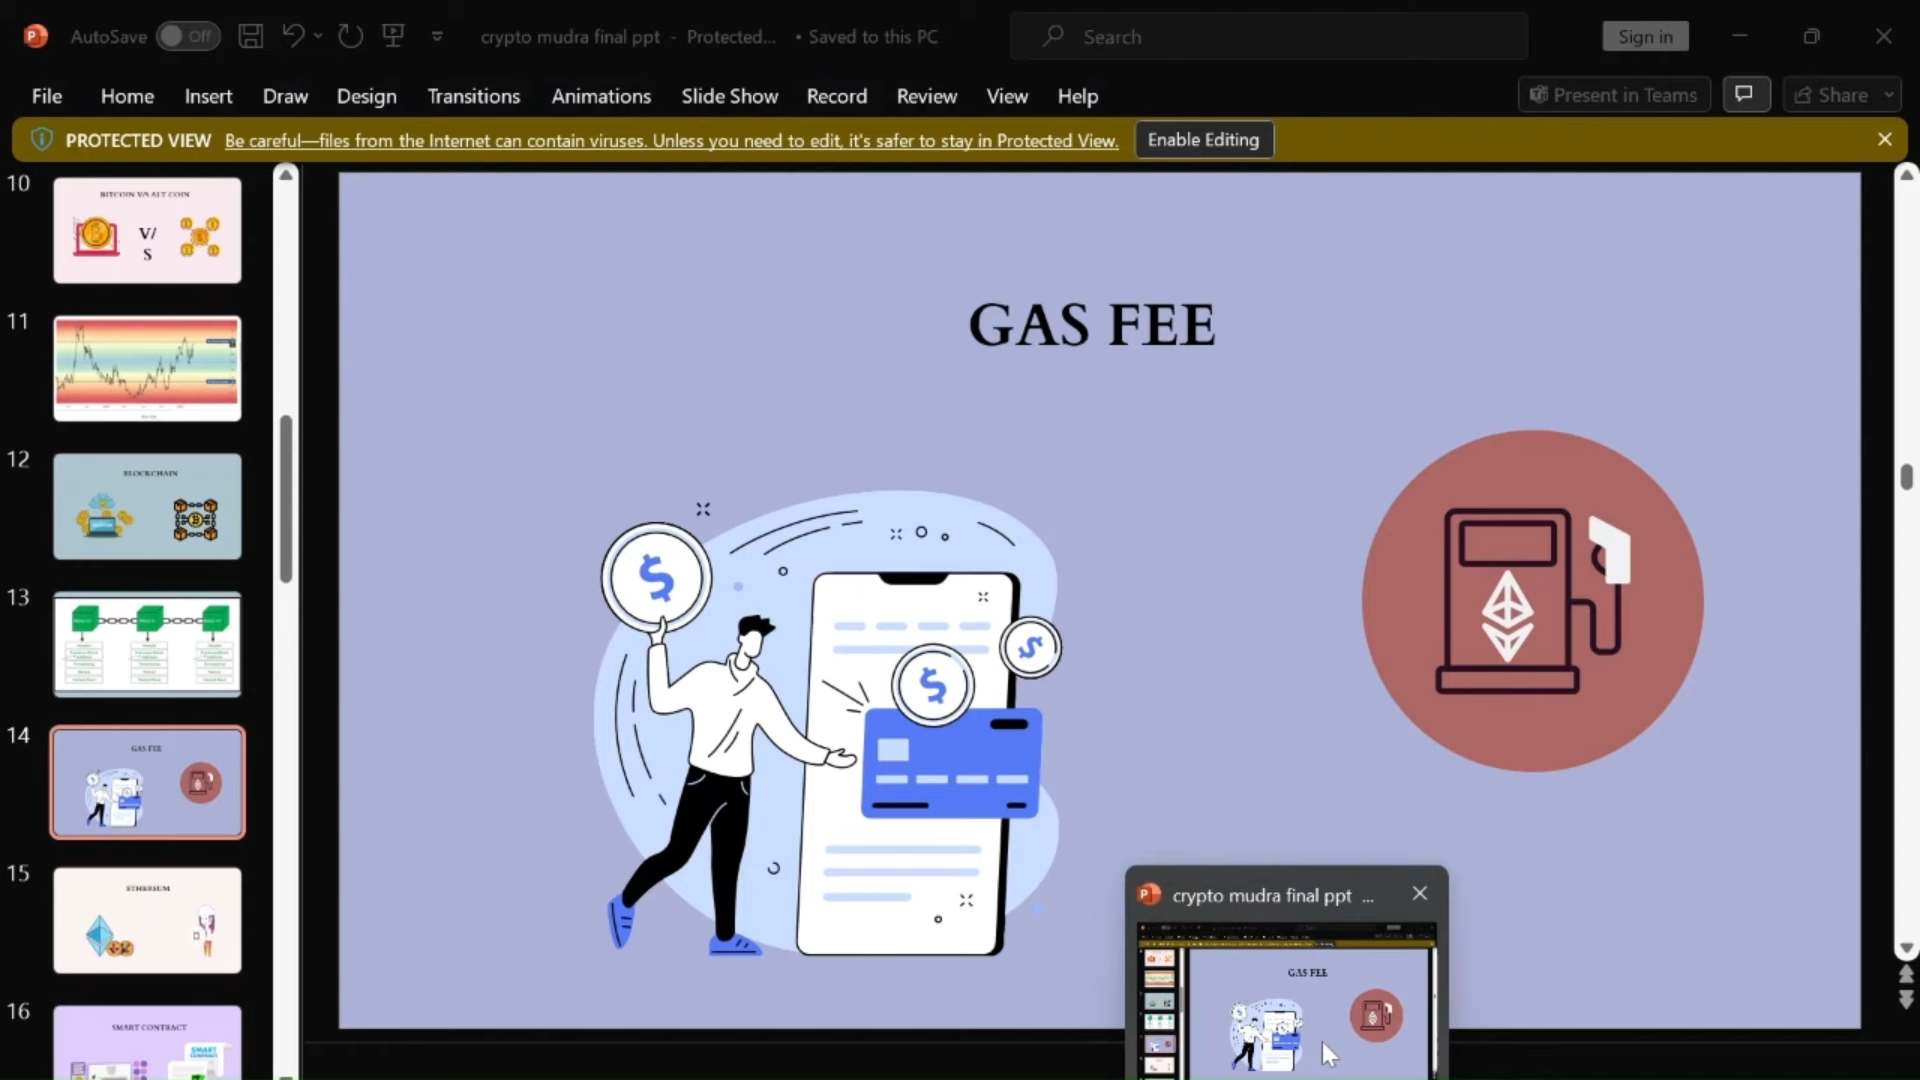 AutoSave Off crypto mudra final ppt - Protected... • Saved to this PC Search Sign in
File Home Insert Draw Design Transitions Animations Slide Show Record Review View Help Present in Teams Share
PROTECTED VIEW Be careful—files from the Internet can contain viruses. Unless you need to edit, it's safer to stay in Protected View. Enable Editing
10
BITCOIN V/S ALT COIN
V/
S
11
12
BLOCKCHAIN
13
14
GAS FEE
15
ETHEREUM
16
SMART CONTRACT
SMART
CONTRACT
GAS FEE
$
$
$
crypto mudra final ppt ...
GAS FEE